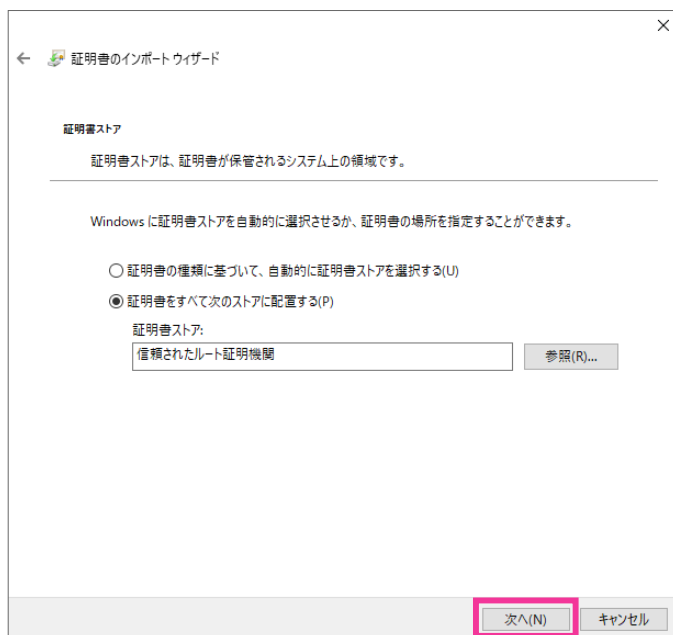 証明書のインポート ウィザード
証明書ストア
証明書ストアは、証明書が保管されるシステム上の領域です。
Windows に証明書ストアを自動的に選択させるか、証明書の場所を指定することができます。
証明書の種類に基づいて、自動的に証明書ストアを選択する(U)
証明書をすべて次のストアに配置する(P)
証明書ストア:
信頼されたルート証明機関
参照(R)...
次へ(N)
キャンセル